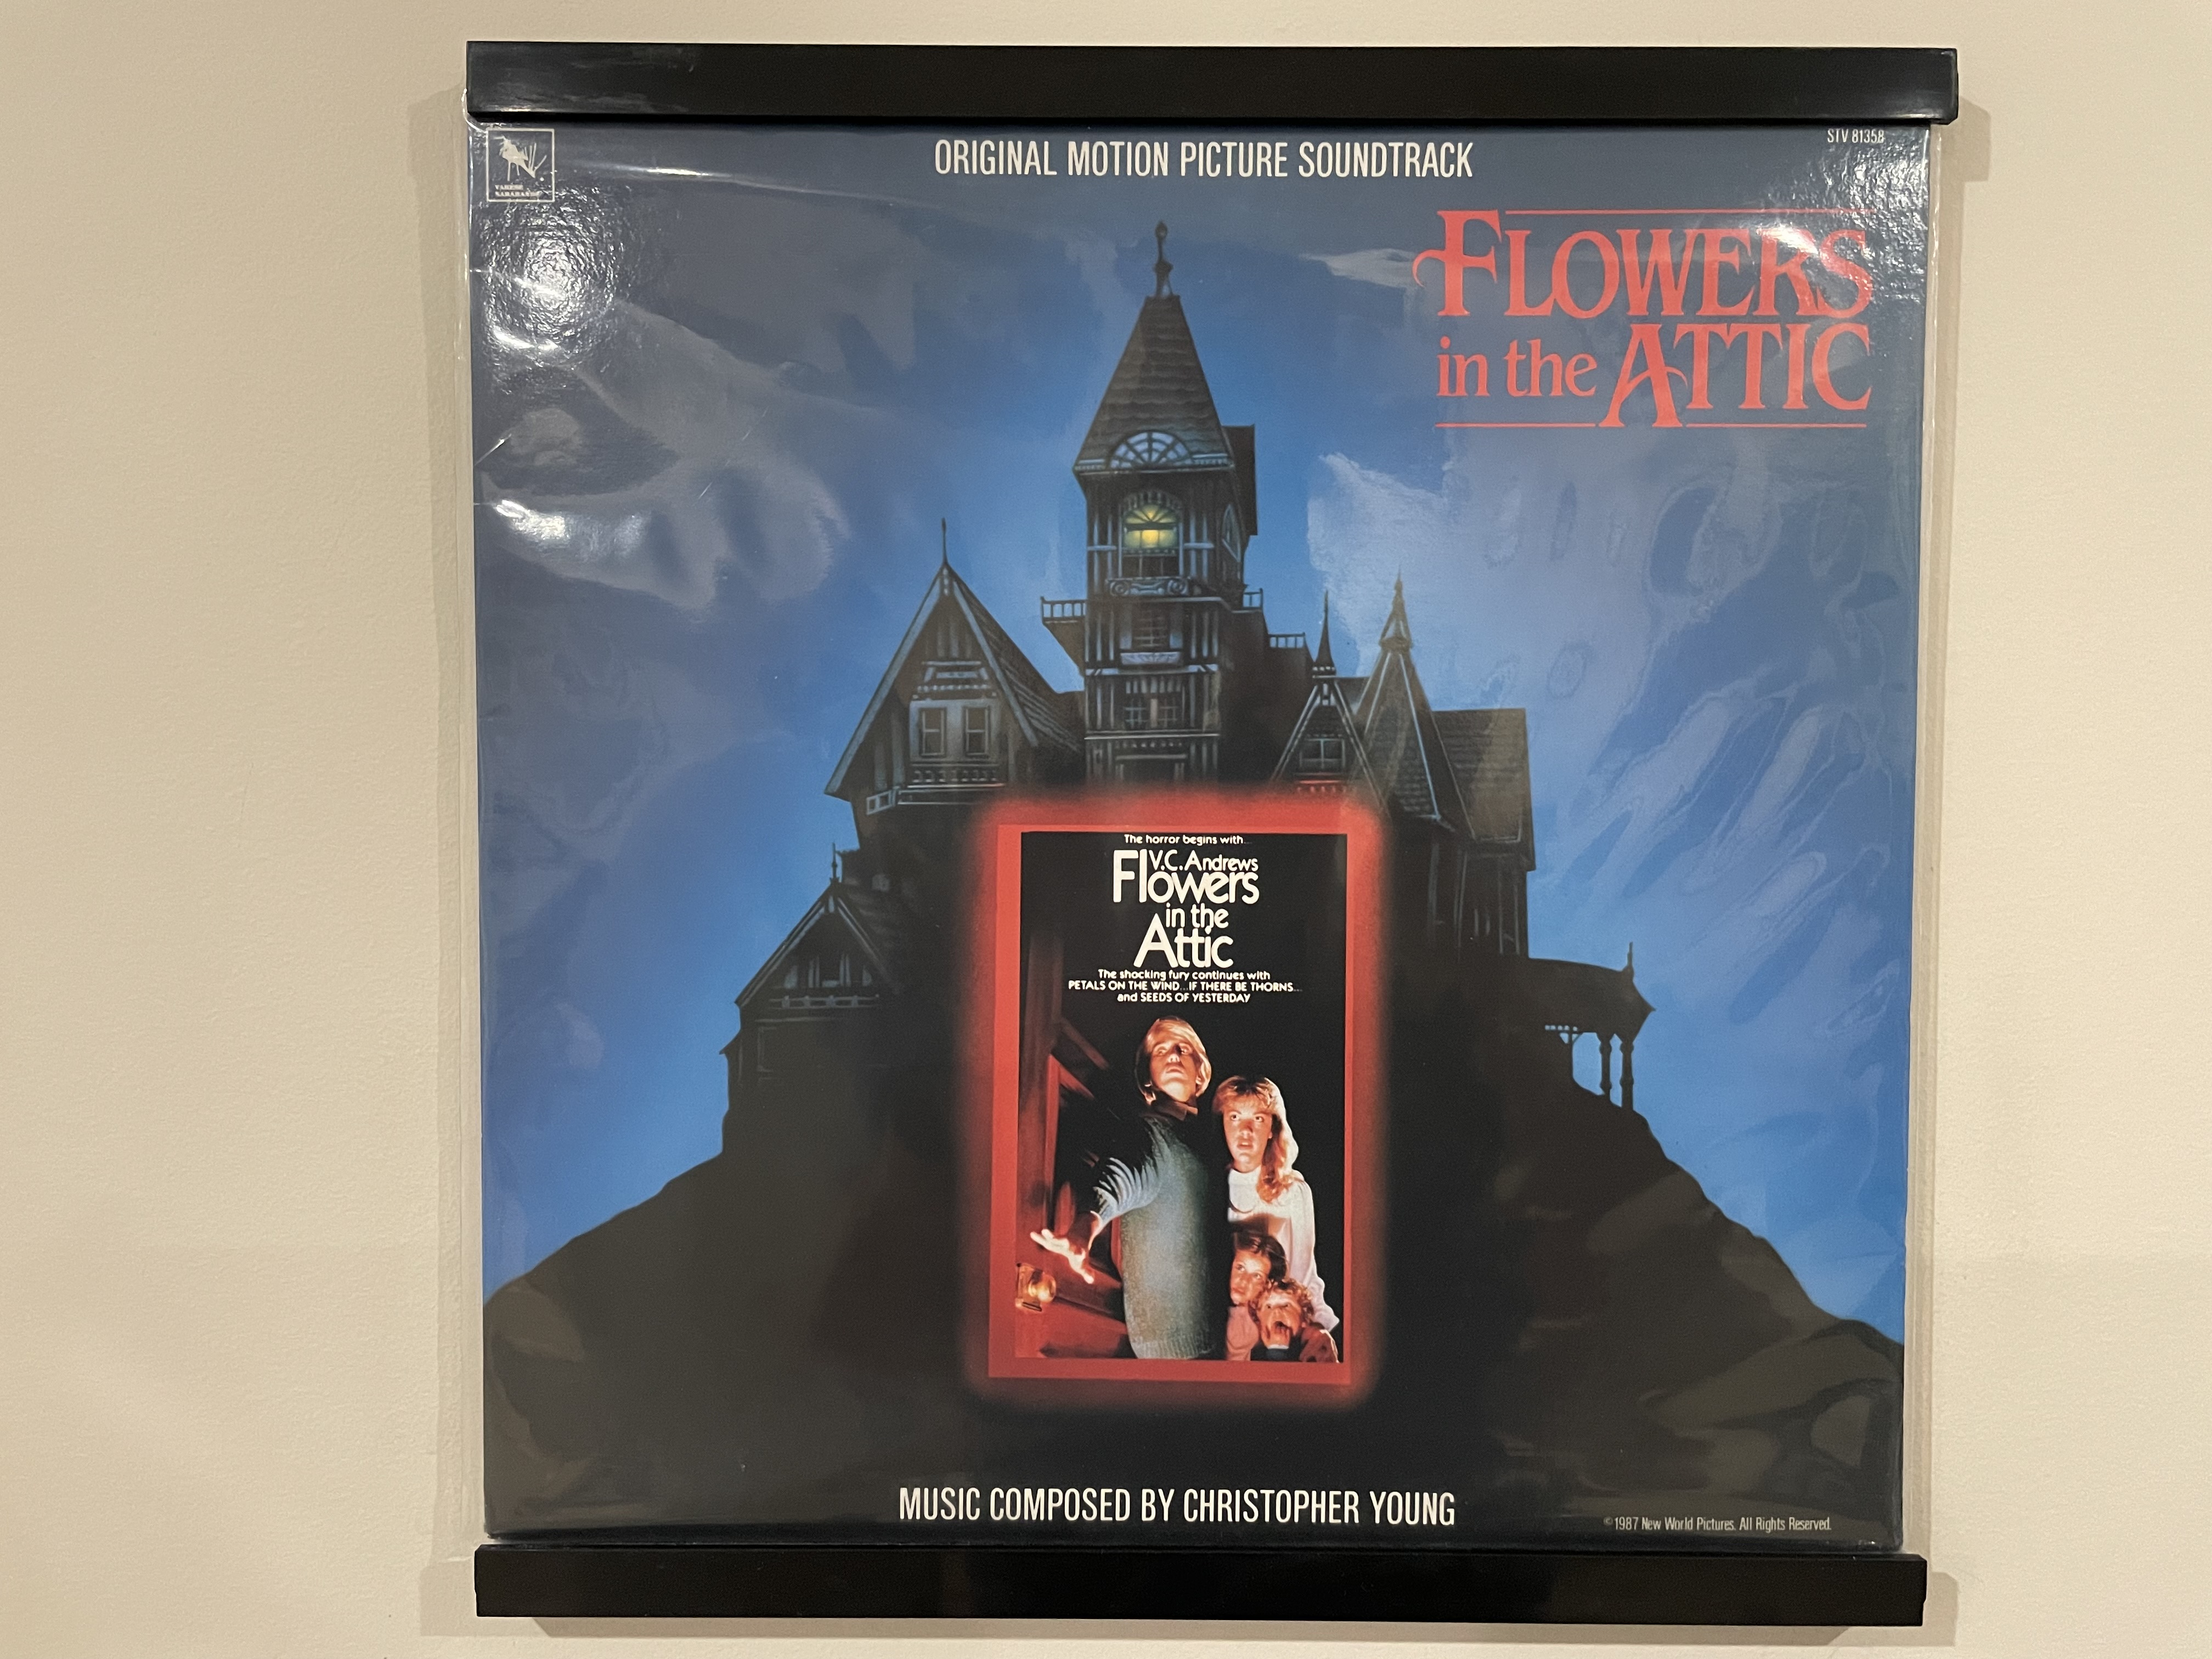 VARESE
SARABANDE
ORIGINAL MOTION PICTURE SOUNDTRACK
STV 81358
FLOWERS
in the ATTIC
The horror begins with...
V.C. Andrews
Flowers
in the
Attic
The shocking fury continues with
PETALS ON THE WIND...IF THERE BE THORNS...
and SEEDS OF YESTERDAY
MUSIC COMPOSED BY CHRISTOPHER YOUNG
©1987 New World Pictures. All Rights Reserved.